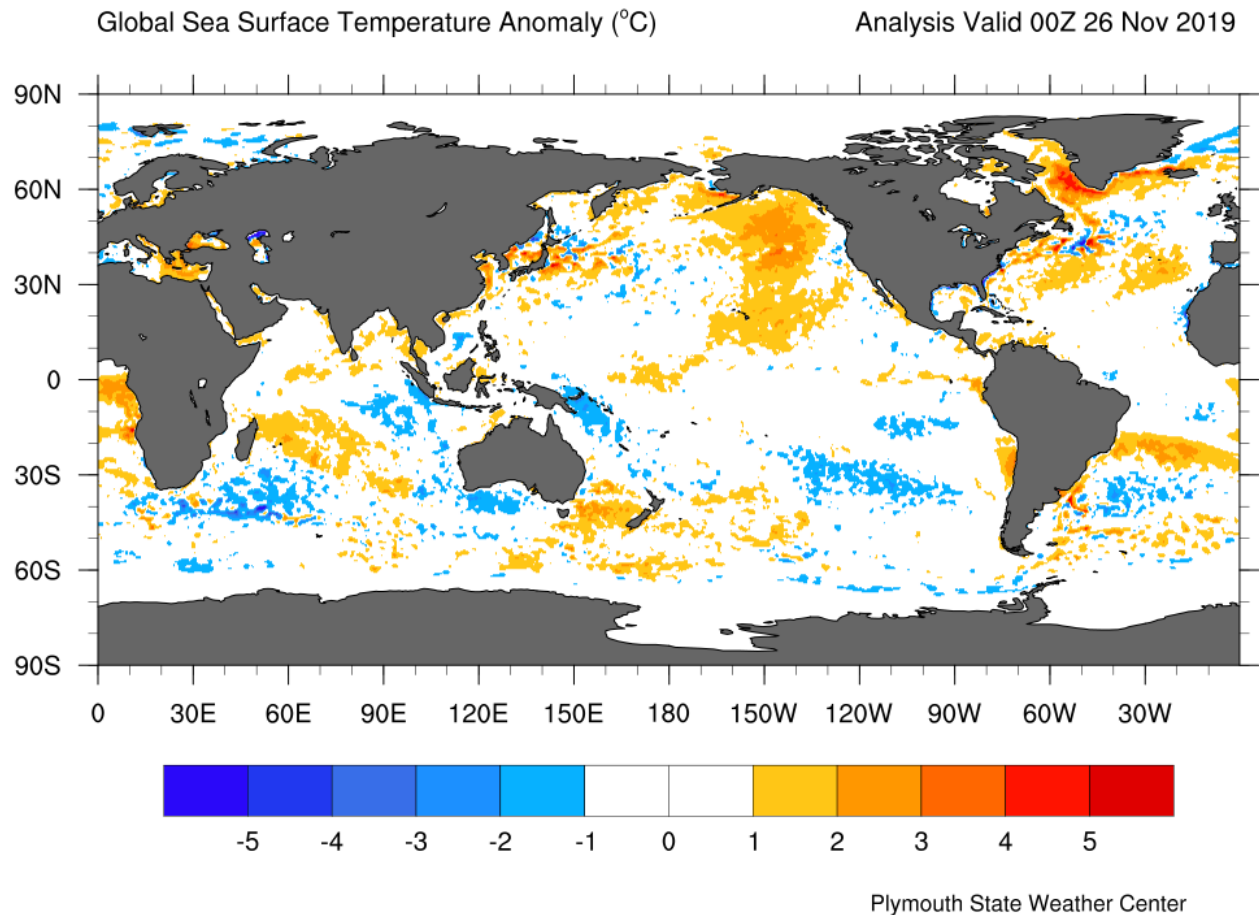 Global Sea Surface Temperature Anomaly (°C) Analysis Valid 00Z 26 Nov 2019
90N
60N
30N
0
30S
60S
90S
0 30E 60E 90E 120E 150E 180 150W 120W 90W 60W 30W
-5 -4 -3 -2 -1 0 1 2 3 4 5
Plymouth State Weather Center